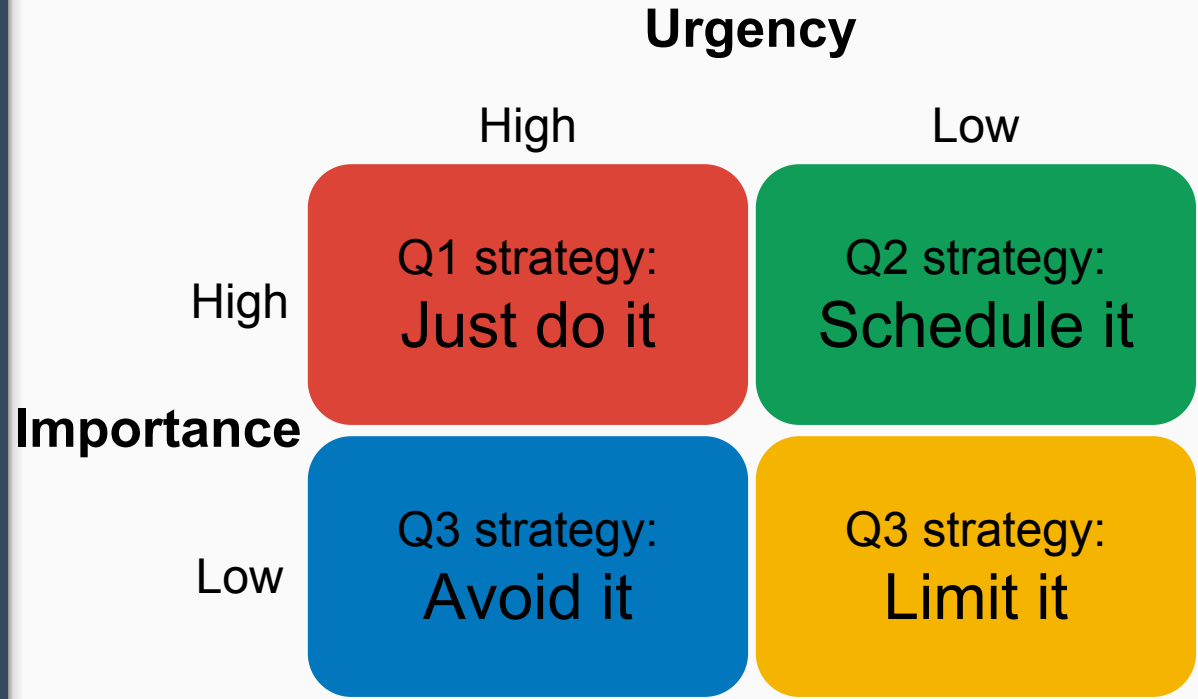 Urgency
High
Low
High
Q1 strategy:
Just do it
Q2 strategy:
Schedule it
Importance
Low
Q3 strategy:
Avoid it
Q3 strategy:
Limit it